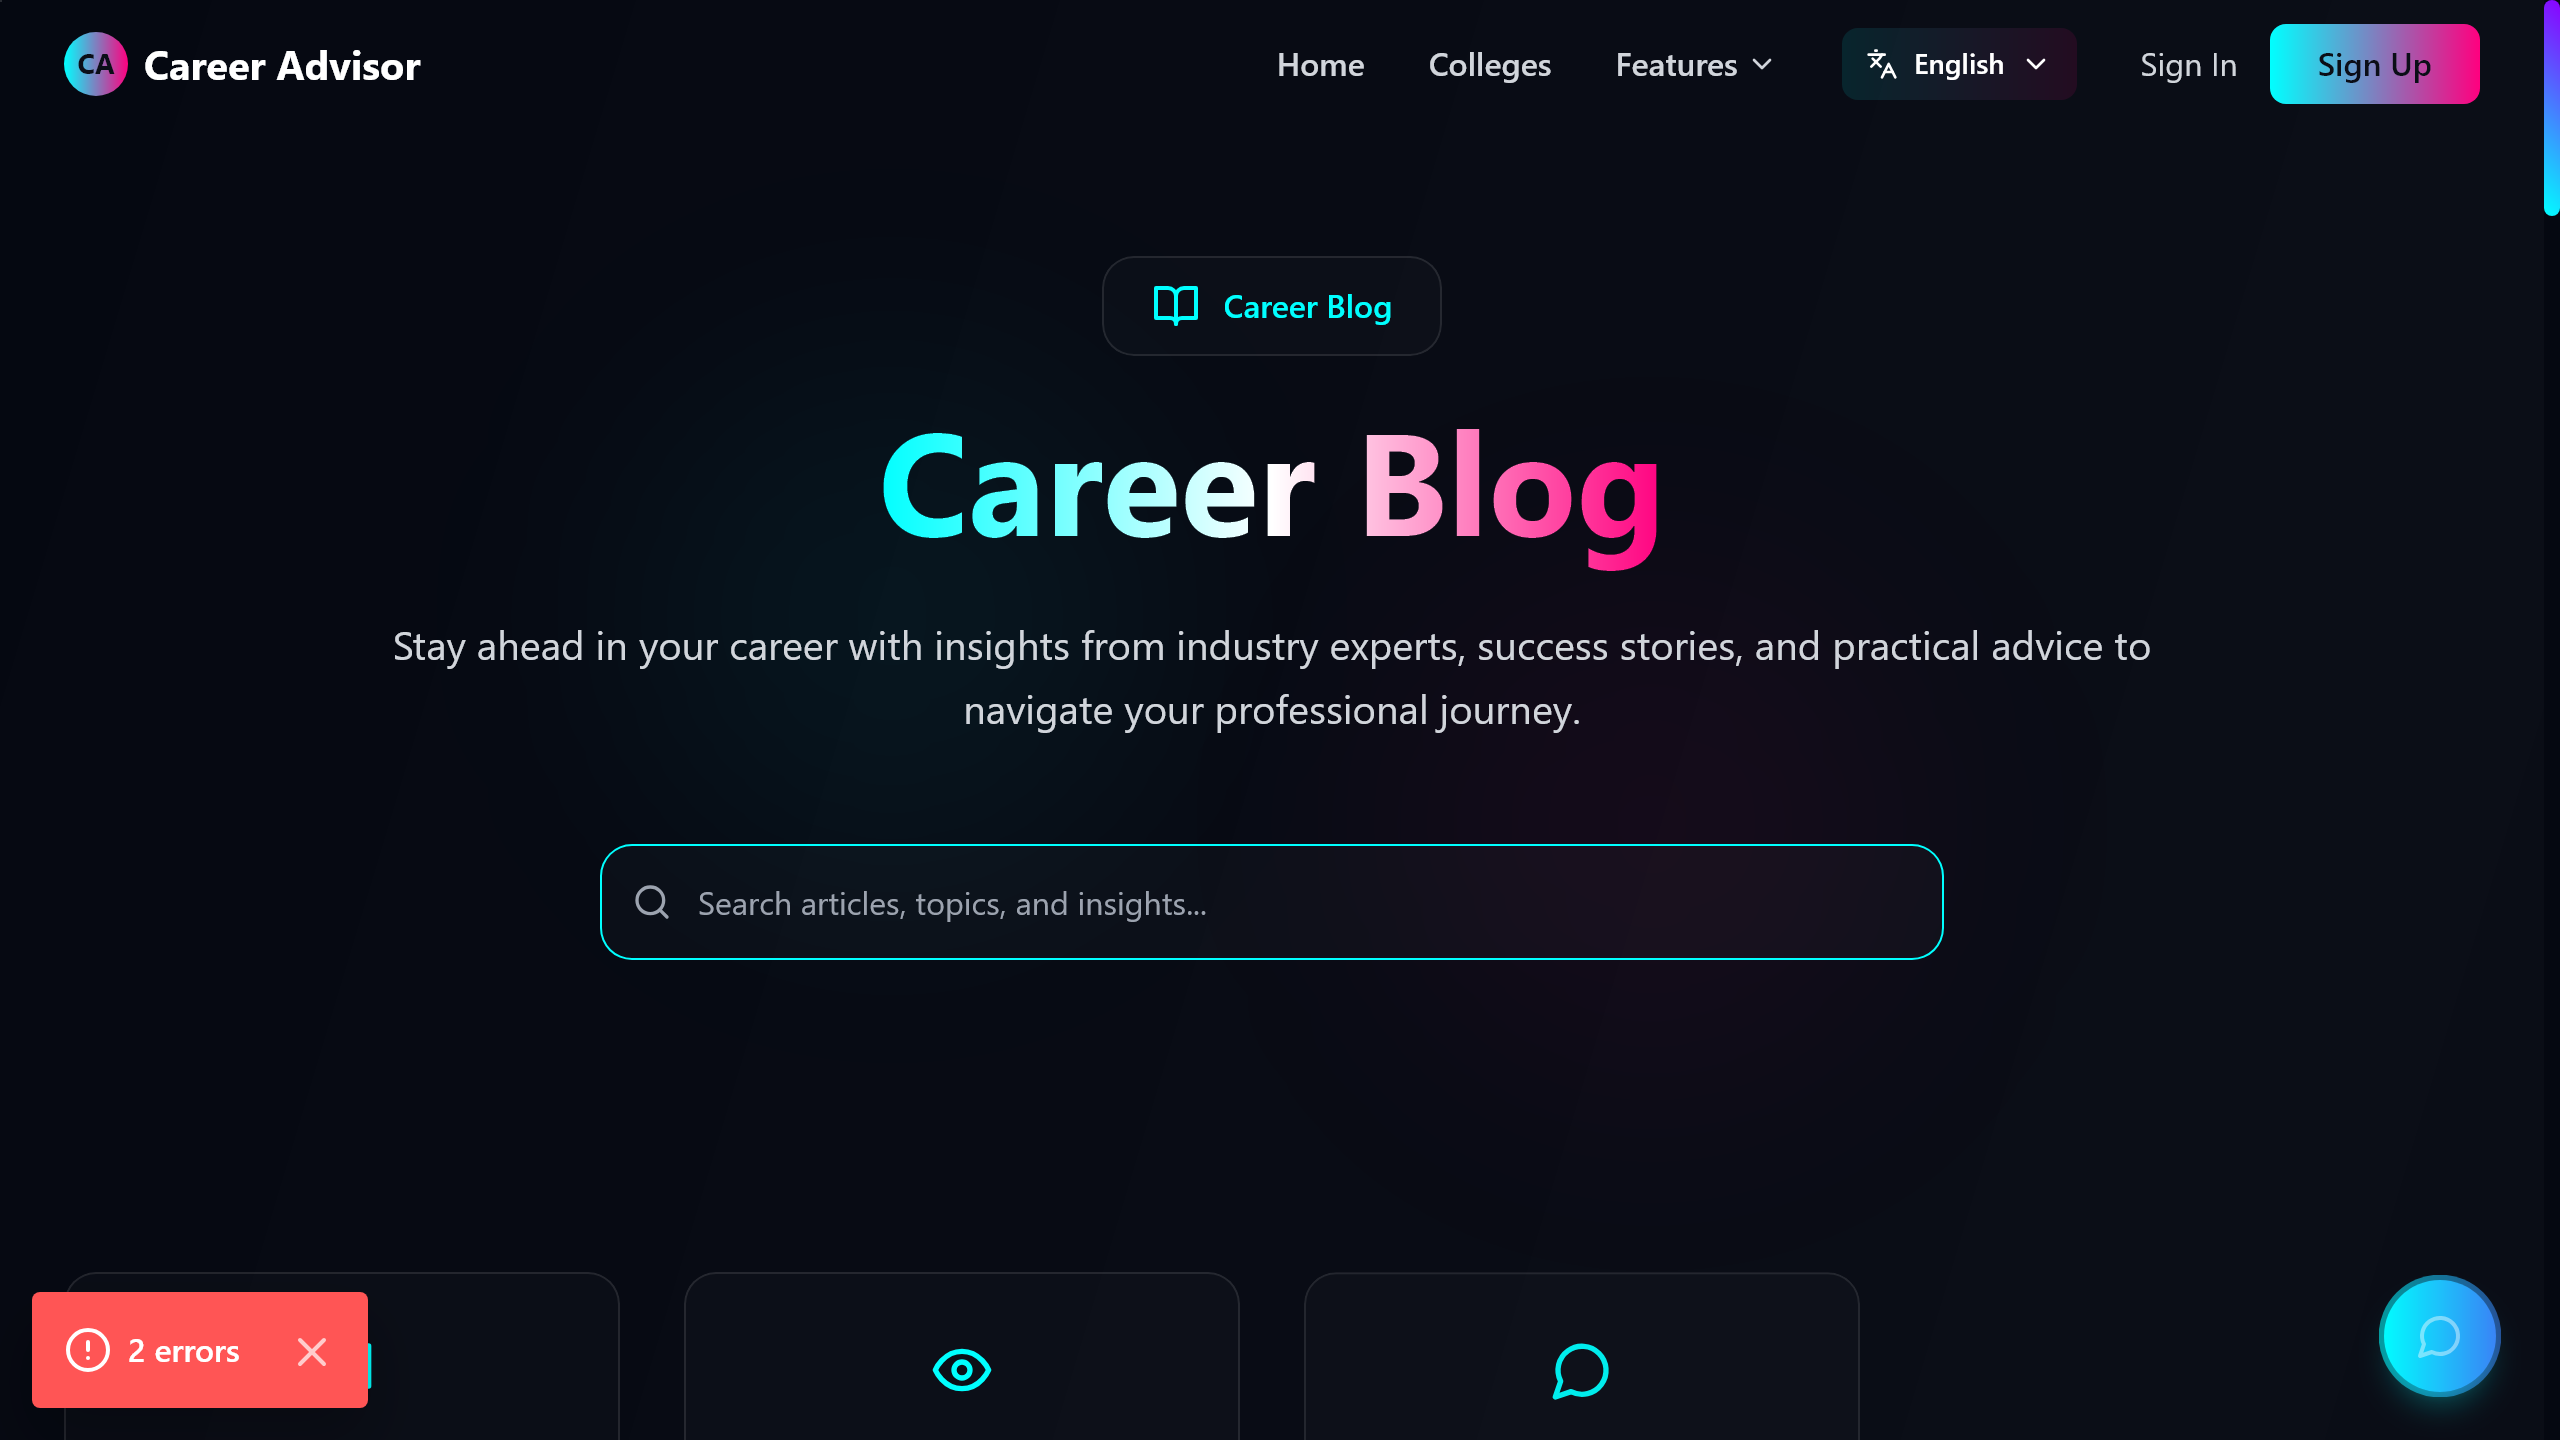 CA Career Advisor
Home Colleges Features English Sign In Sign Up
Career Blog
Career Blog
Stay ahead in your career with insights from industry experts, success stories, and practical advice to
navigate your professional journey.
Search articles, topics, and insights...
2 errors